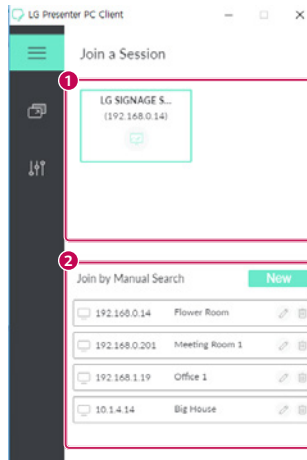 LG Presenter PC Client
Join a Session
1
LG SIGNAGE S...
(192.168.0.14)
2
Join by Manual Search New
192.168.0.14 Flower Room
192.168.0.201 Meeting Room 1
192.168.1.19 Office 1
10.1.4.14 Big House